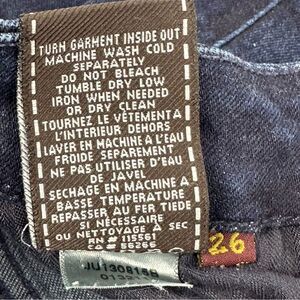 TURN GARMENT INSIDE OUT
MACHINE WASH COLD
SEPARATELY
DO NOT BLEACH
TUMBLE DRY LOW
IRON WHEN NEEDED
OR DRY CLEAN
TOURNEZ LE VÊTEMENTA
L'INTERIEUR DEHORS
LAVER EN MACHINE A L'EAU
FROIDE SEPAREMENT
NE PAS UTILISER D'EAU
DE JAVEL
SECHAGE EN MACHINE A
BASSE TEMPERATURE
REPASSER AU FER TIEDE
SI NÉCESSAIRE
OU NETTOYAGE A SEC
RN # 115561
26